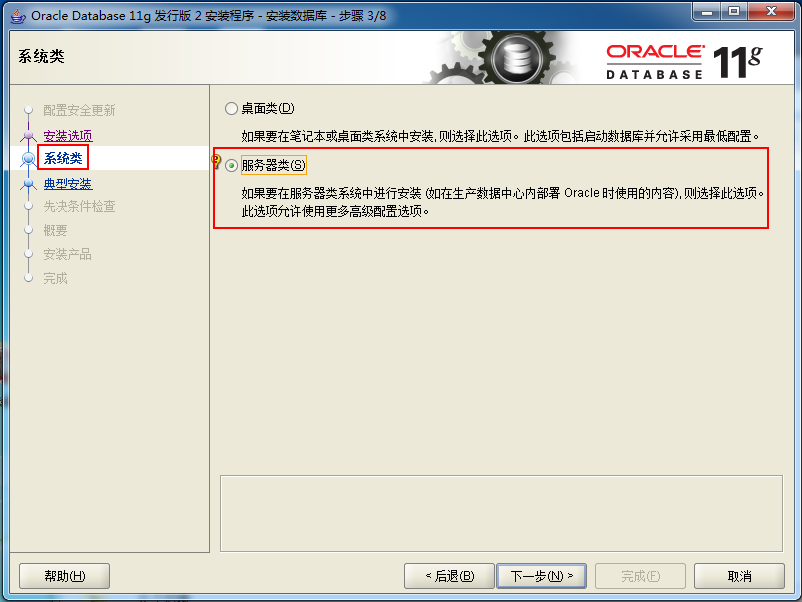 Oracle Database 11g 发行版 2 安装程序 - 安装数据库 - 步骤 3/8
系统类
ORACLE
DATABASE
11g
配置安全更新
安装选项
系统类
典型安装
先决条件检查
概要
安装产品
完成
桌面类(D)
如果要在笔记本或桌面类系统中安装,则选择此选项。此选项包括启动数据库并允许采用最低配置。
服务器类(S)
如果要在服务器类系统中进行安装 (如在生产数据中心内部署 Oracle 时使用的内容),则选择此选项。
此选项允许使用更多高级配置选项。
帮助(H)
< 后退(B)
下一步(N) >
完成(F)
取消